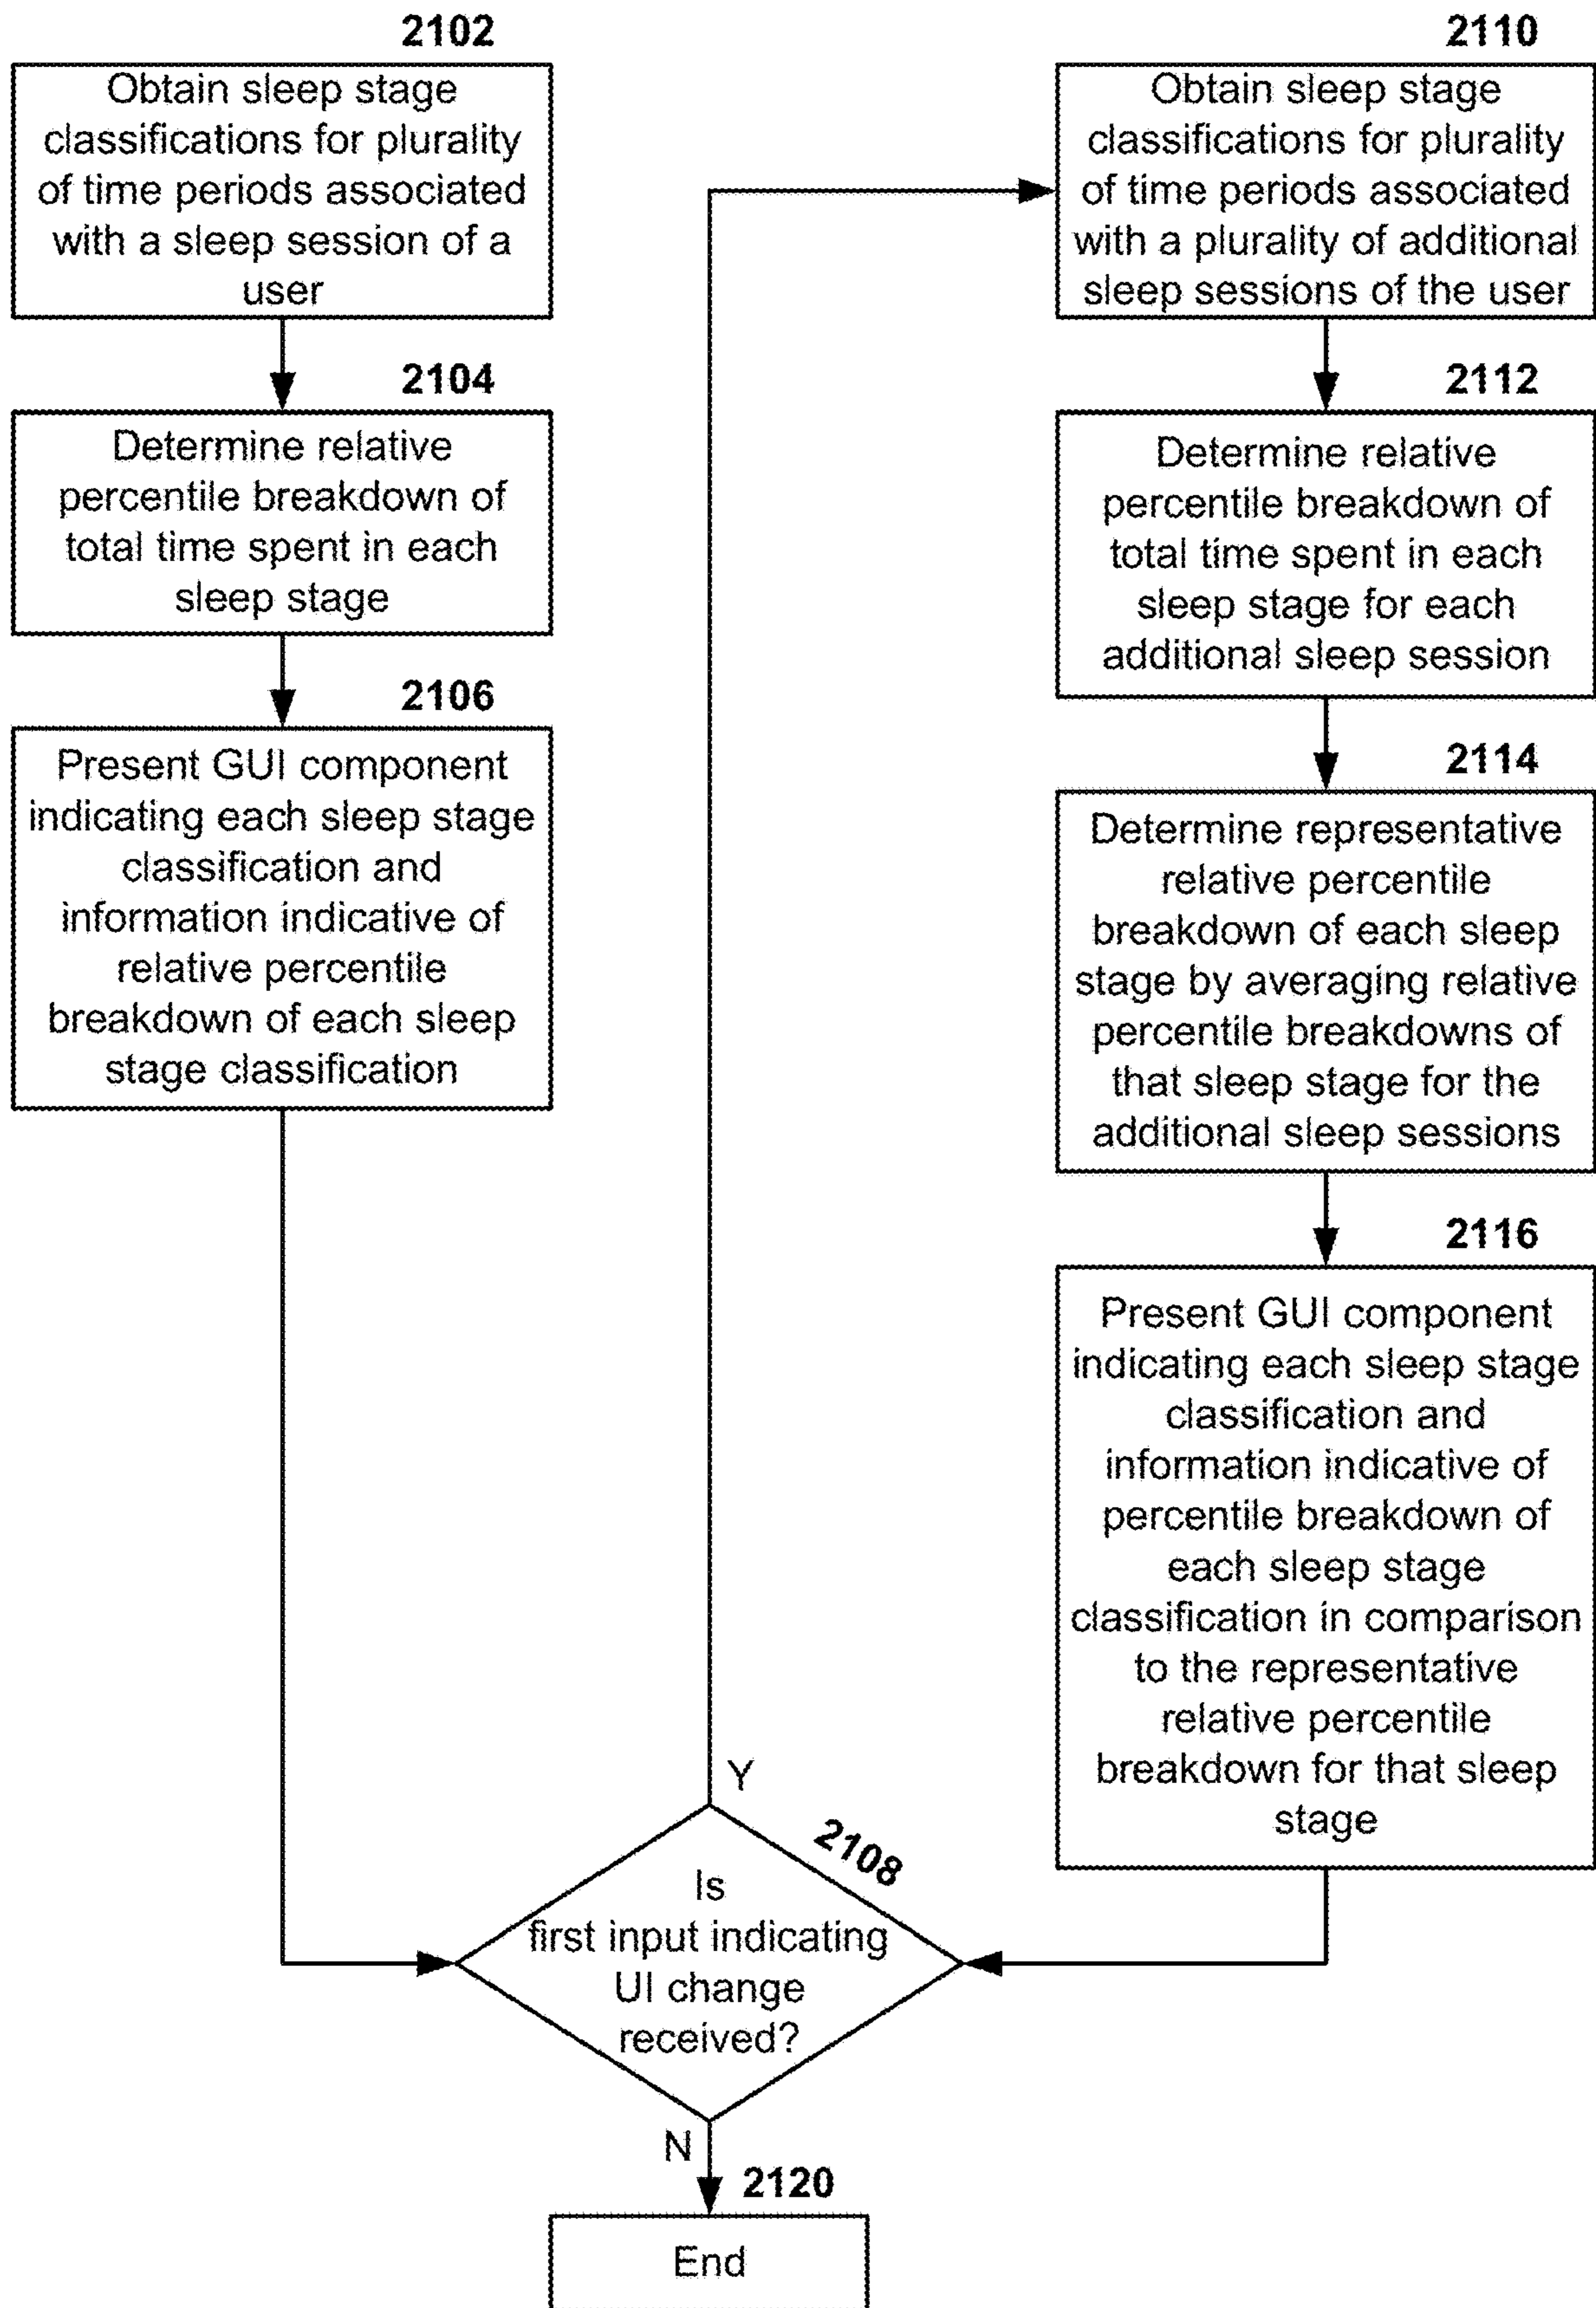 2102
Obtain sleep stage
classifications for plurality
of time periods associated
with a sleep session of a
user
2104
Determine relative
percentile breakdown of
total time spent in each
sleep stage
2106
Present GUI component
indicating each sleep stage
classification and
information indicative of
relative percentile
breakdown of each sleep
stage classification
2110
Obtain sleep stage
classifications for plurality
of time periods associated
with a plurality of additional
sleep sessions of the user
2112
Determine relative
percentile breakdown of
total time spent in each
sleep stage for each
additional sleep session
2114
Determine representative
relative percentile
breakdown of each sleep
stage by averaging relative
percentile breakdowns of
that sleep stage for the
additional sleep sessions
2116
Present GUI component
indicating each sleep stage
classification and
information indicative of
percentile breakdown of
each sleep stage
classification in comparison
to the representative
relative percentile
breakdown for that sleep
stage
Y
2108
Is
first input indicating
UI change
received?
N
2120
End